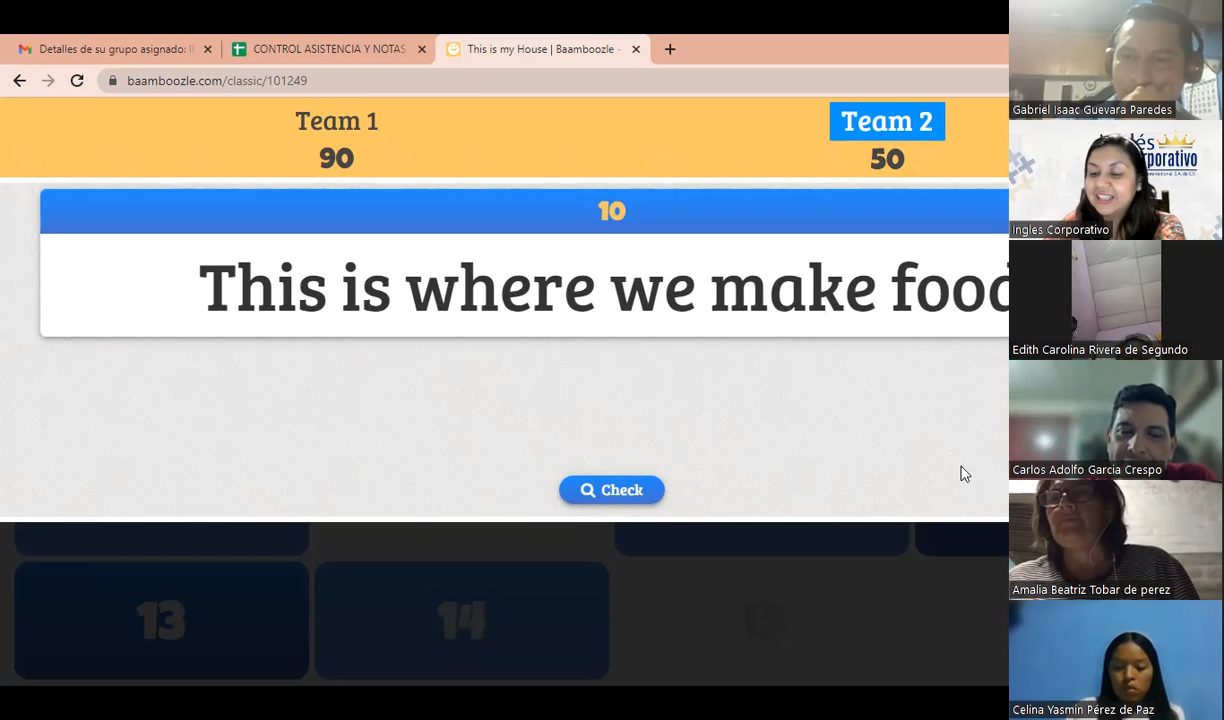 Detalles de su grupo asignado: I
CONTROL ASISTENCIA Y NOTAS
This is my House | Baamboozle -
baamboozle.com/classic/101249
Team 1
90
Team 2
50
10
This is where we make food
Check
13
14
15
Gabriel Isaac Guevara Paredes
Inglés
Corporativo
Ingles Corporativo
Edith Carolina Rivera de Segundo
Carlos Adolfo Garcia Crespo
Amalia Beatriz Tobar de perez
Celina Yasmin Pérez de Paz